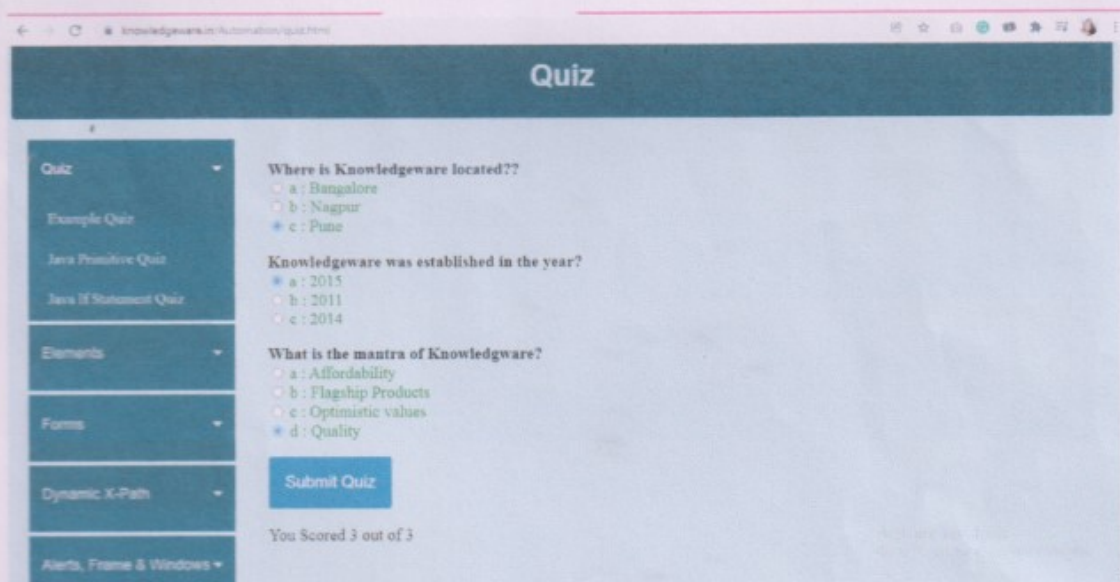 knowledgeware.in/Automation/quiz.html
Quiz
Quiz
Example Quiz
Java Primitive Quiz
Java If Statement Quiz
Elements
Forms
Dynamic X-Path
Alerts, Frame & Windows
Where is Knowledgeware located??
a : Bangalore
b : Nagpur
c : Pune
Knowledgeware was established in the year?
a : 2015
b : 2011
c : 2014
What is the mantra of Knowledgware?
a : Affordability
b : Flagship Products
c : Optimistic values
d : Quality
Submit Quiz
You Scored 3 out of 3